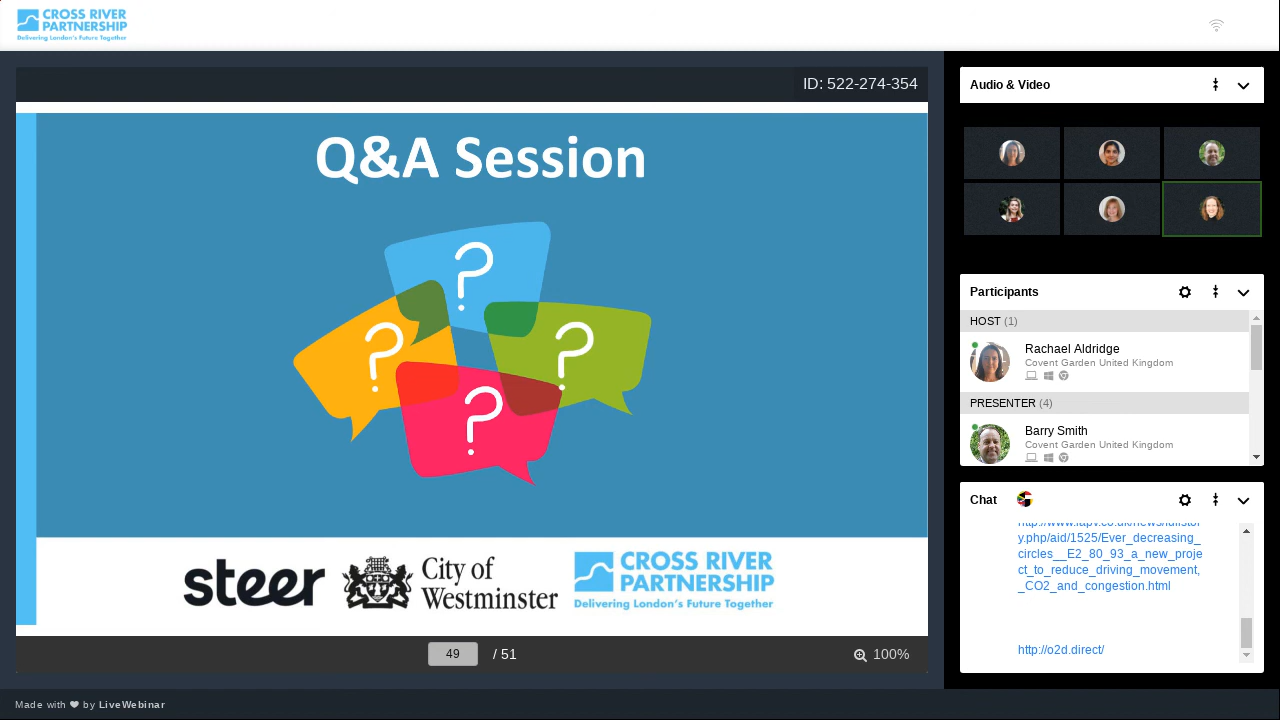 CROSS RIVER
PARTNERSHIP
Delivering London's Future Together
ID: 522-274-354
Q&A Session
steer
City of
Westminster
CROSS RIVER
PARTNERSHIP
Delivering London's Future Together
49 / 51
100%
Made with ❤ by LiveWebinar
Audio & Video
Participants
HOST (1)
Rachael Aldridge
Covent Garden United Kingdom
PRESENTER (4)
Barry Smith
Covent Garden United Kingdom
Chat
y.php/aid/1525/Ever_decreasing_
circles__E2_80_93_a_new_proje
ct_to_reduce_driving_movement,
_CO2_and_congestion.html
http://o2d.direct/